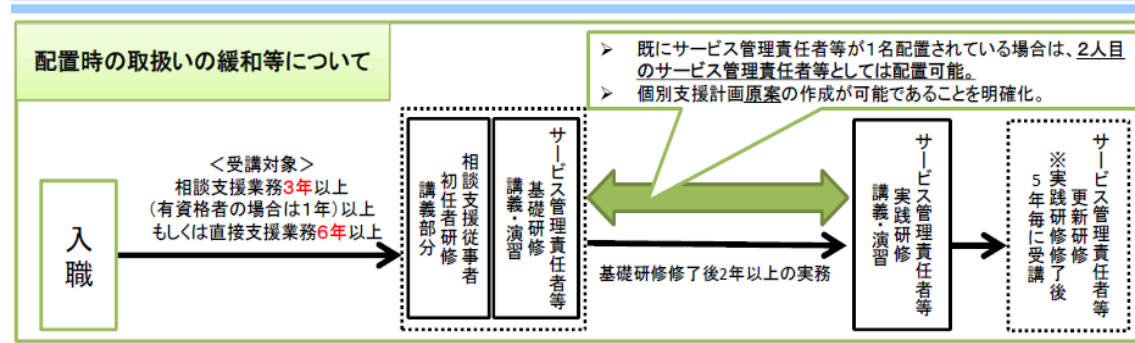 配置時の取扱いの緩和等について
➢ 既にサービス管理責任者等が1名配置されている場合は、２人目
のサービス管理責任者等としては配置可能。
➢ 個別支援計画原案の作成が可能であることを明確化。
入職
＜受講対象＞
相談支援業務3年以上
(有資格者の場合は1年)以上
もしくは直接支援業務6年以上
相談支援従事者
初任者研修
講義部分
サービス管理責任者等
基礎研修
講義・演習
基礎研修修了後2年以上の実務
サービス管理責任者等
実践研修
講義・演習
サービス管理責任者等
更新研修
※実践研修修了後
5年毎に受講